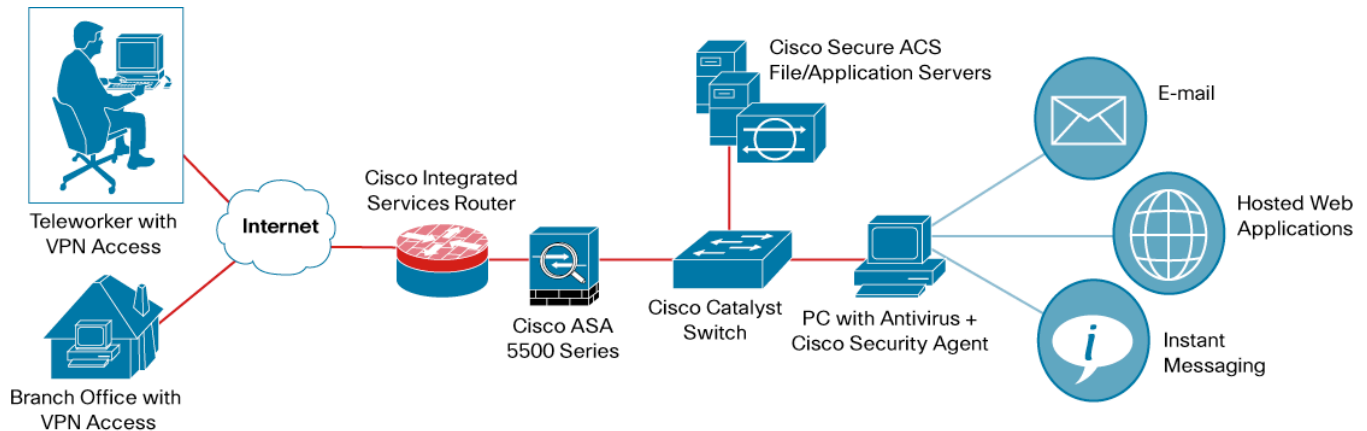 Teleworker with
VPN Access
Branch Office with
VPN Access
Internet
Cisco Integrated
Services Router
Cisco ASA
5500 Series
Cisco Secure ACS
File/Application Servers
Cisco Catalyst
Switch
PC with Antivirus +
Cisco Security Agent
E-mail
Hosted Web
Applications
i
Instant
Messaging